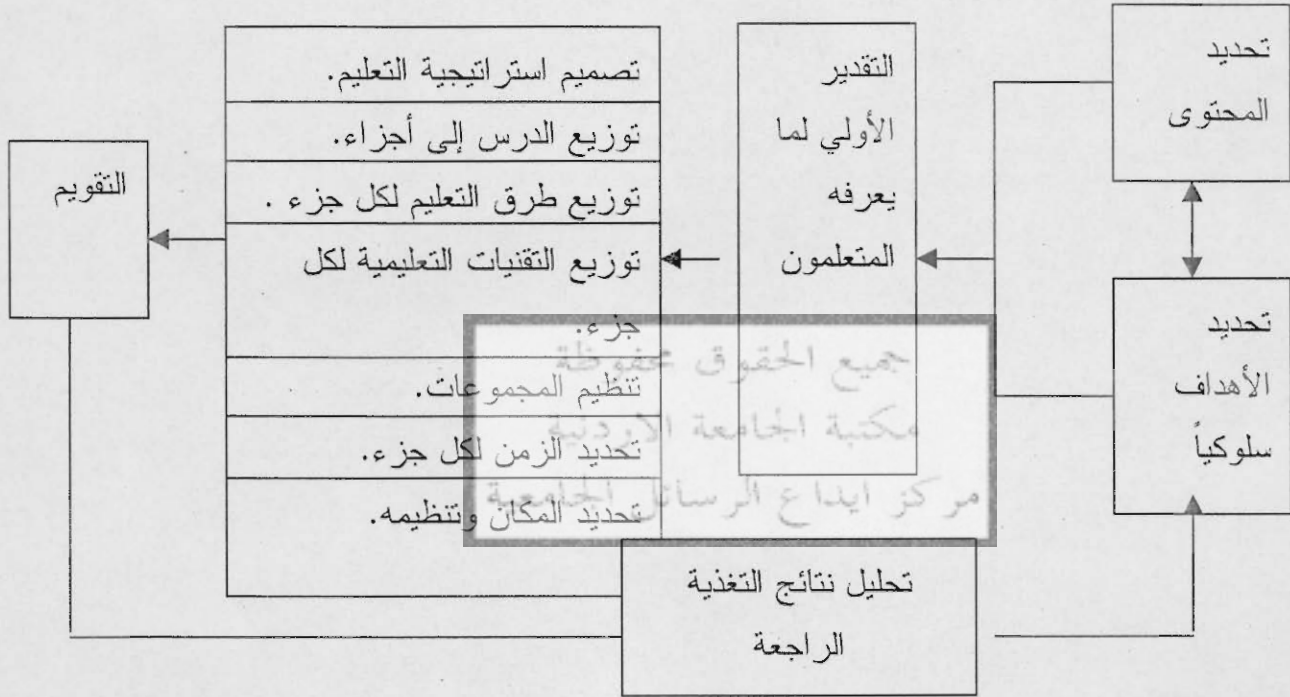 تحديد
المحتوى
تحديد
الأهداف
سلوكياً
التقدير
الأولي لما
يعرفه
المتعلمون
تصميم استراتيجية التعليم.
توزيع الدرس إلى أجزاء.
توزيع طرق التعليم لكل جزء .
توزيع التقنيات التعليمية لكل
جزء.
تنظيم المجموعات.
تحديد الزمن لكل جزء.
تحديد المكان وتنظيمه.
التقويم
تحليل نتائج التغذية
الراجعة
جميع الحقوق محفوظة
مكتبة الجامعة الاردنية
مركز ايداع الرسائل الجامعية